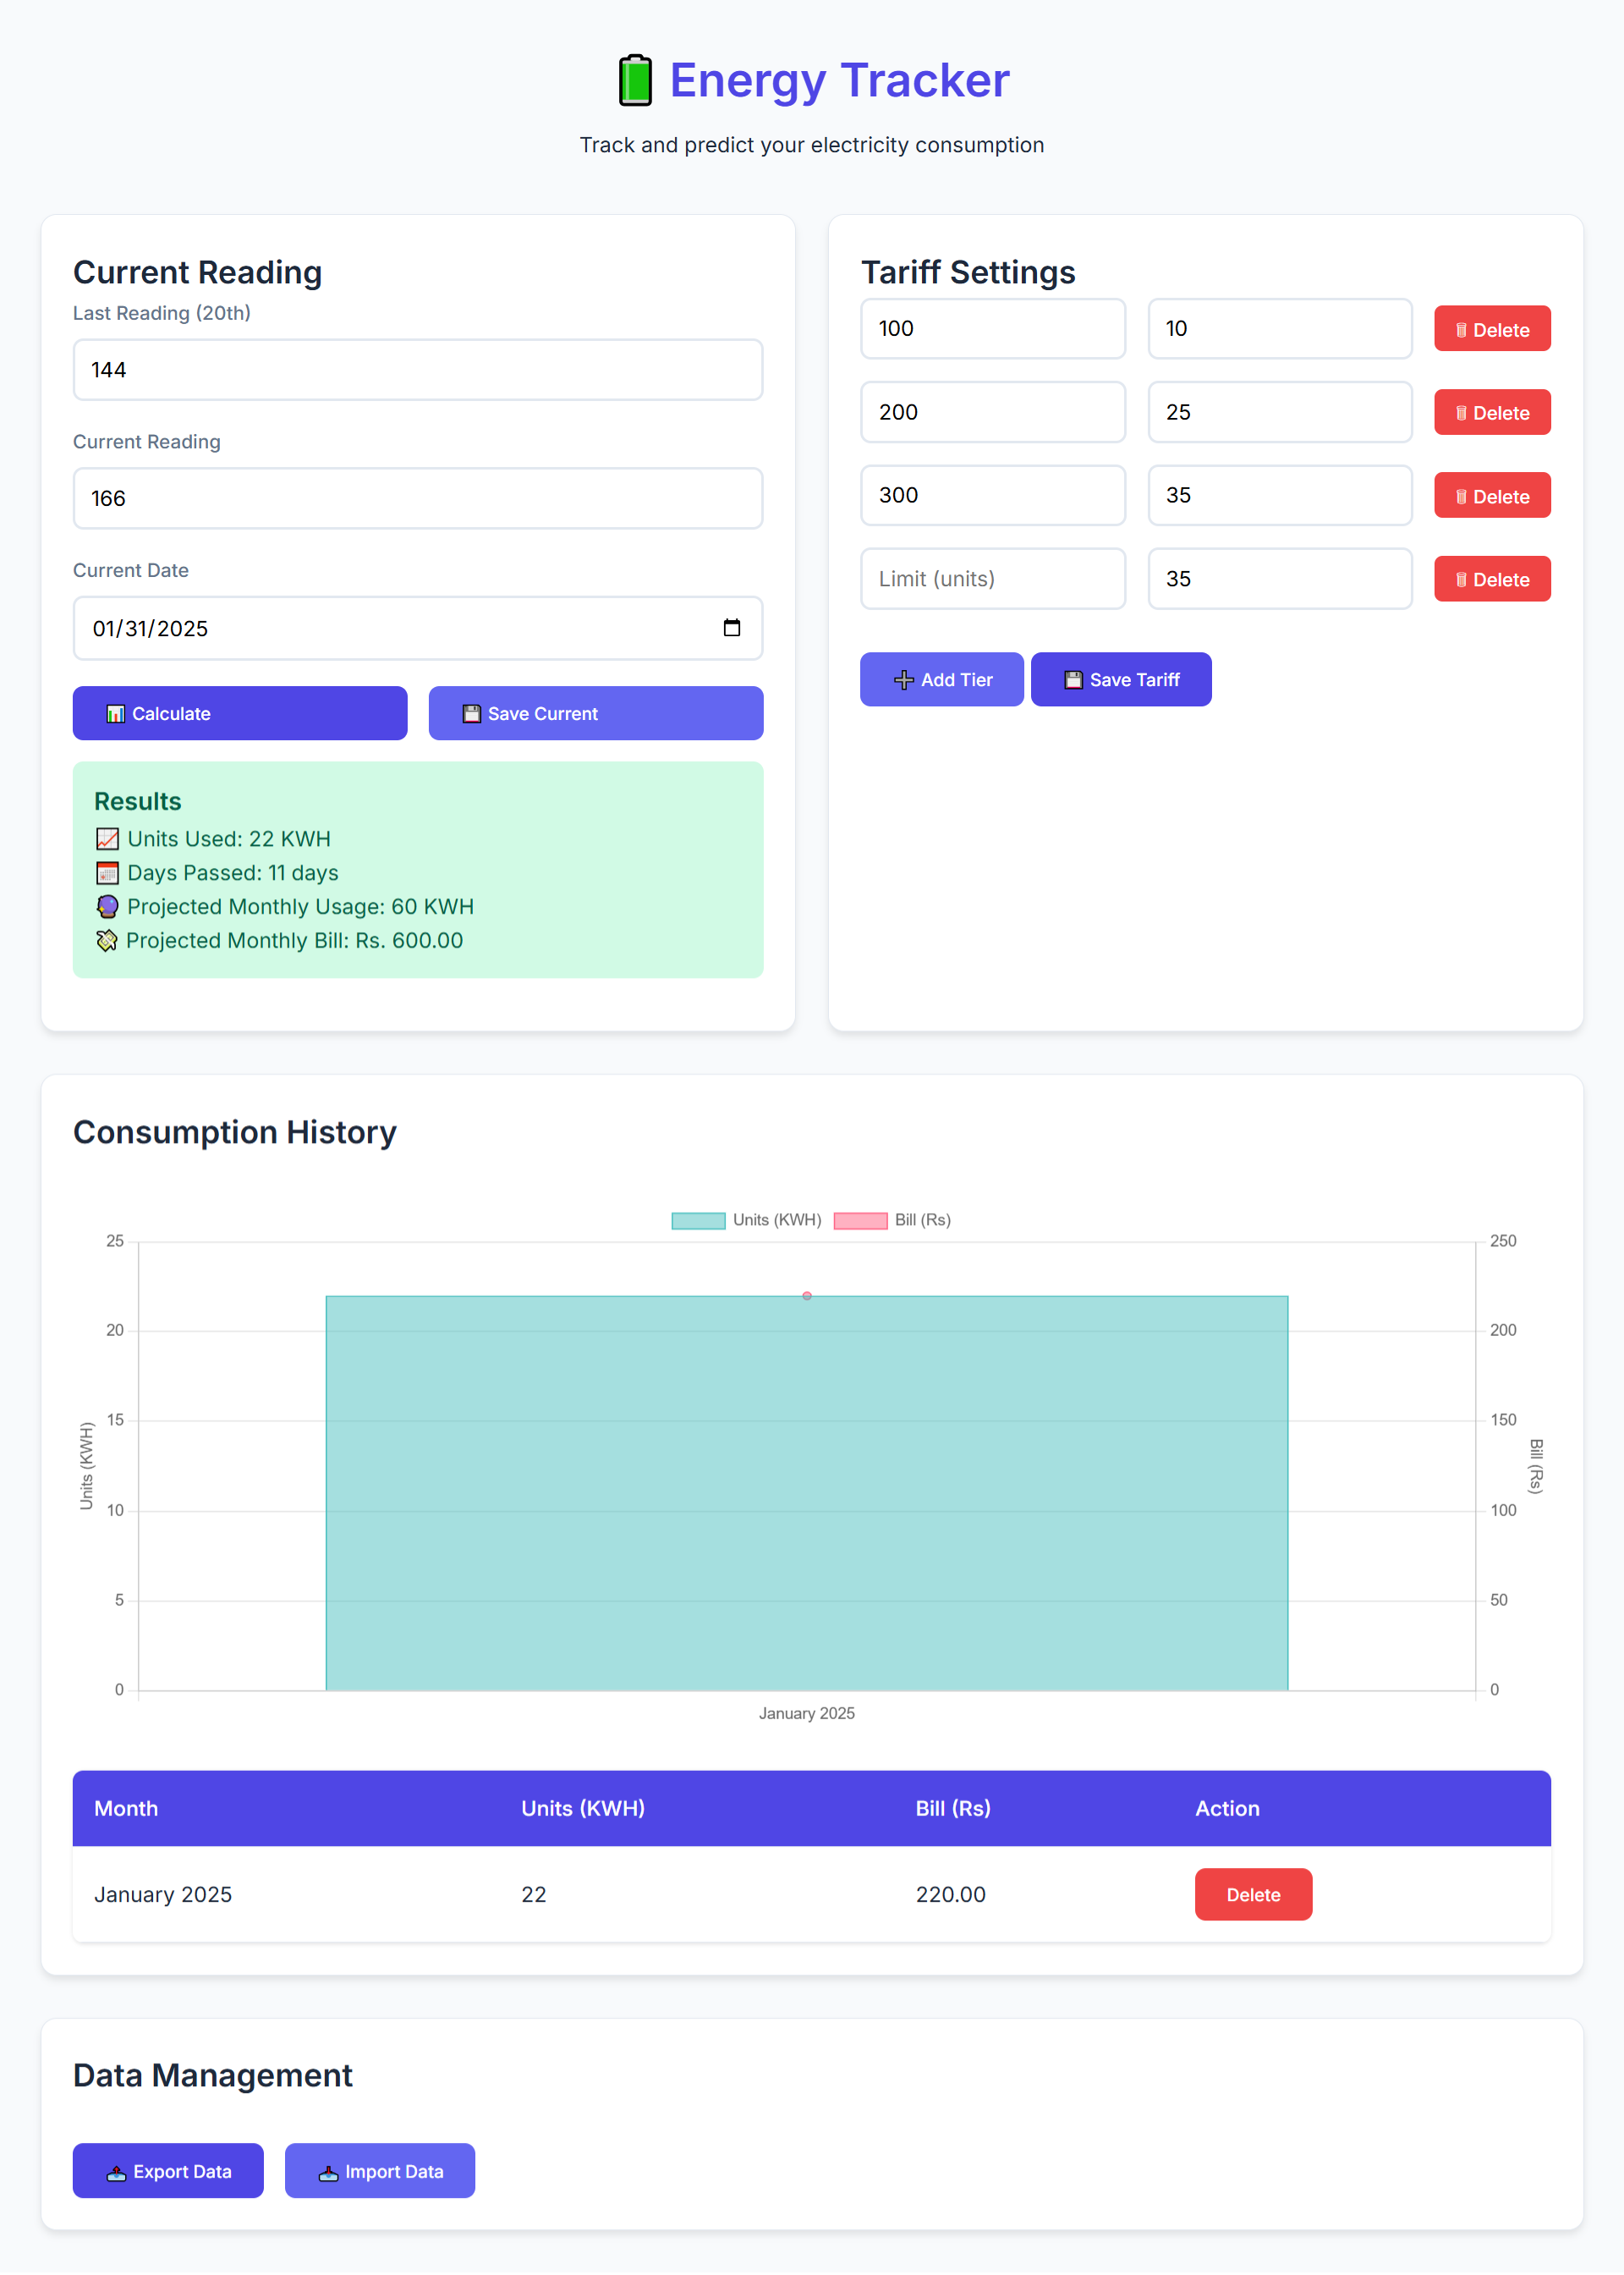 Energy Tracker
Track and predict your electricity consumption
Current Reading
Last Reading (20th)
144
Current Reading
166
Current Date
01/31/2025
Calculate
Save Current
Results
Units Used: 22 KWH
Days Passed: 11 days
Projected Monthly Usage: 60 KWH
Projected Monthly Bill: Rs. 600.00
Tariff Settings
100 10 Delete
200 25 Delete
300 35 Delete
Limit (units) 35 Delete
Add Tier
Save Tariff
Consumption History
Units (KWH) Bill (Rs)
25 250
20 200
15 150
10 100
5 50
0 0
Units (KWH)
Bill (Rs)
January 2025
Month Units (KWH) Bill (Rs) Action
January 2025 22 220.00 Delete
Data Management
Export Data
Import Data